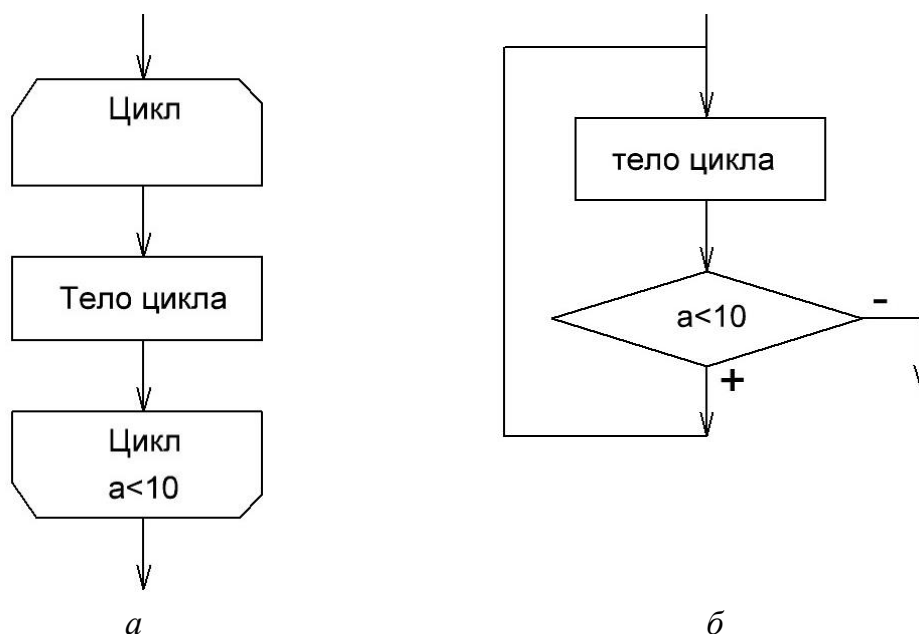 Цикл
Тело цикла
Цикл
a<10
а
тело цикла
a<10
-
+
б